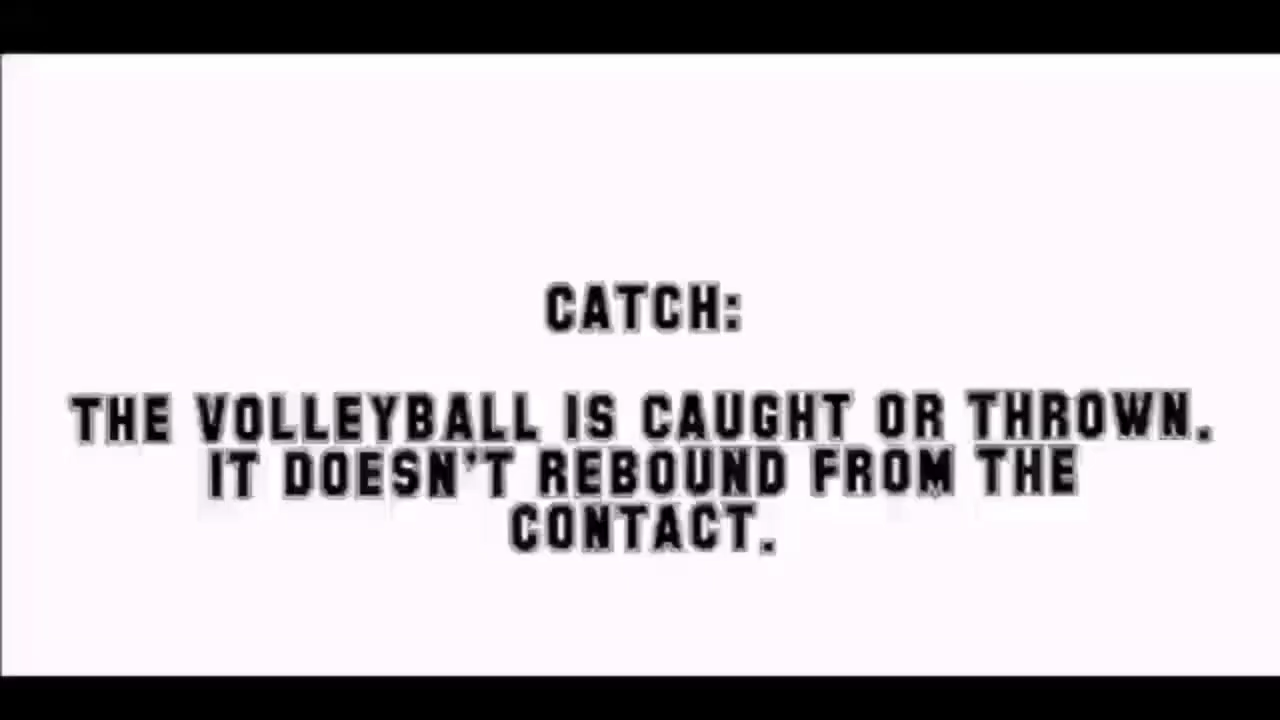 CATCH:
THE VOLLEYBALL IS CAUGHT OR THROWN.
IT DOESN'T REBOUND FROM THE
CONTACT.